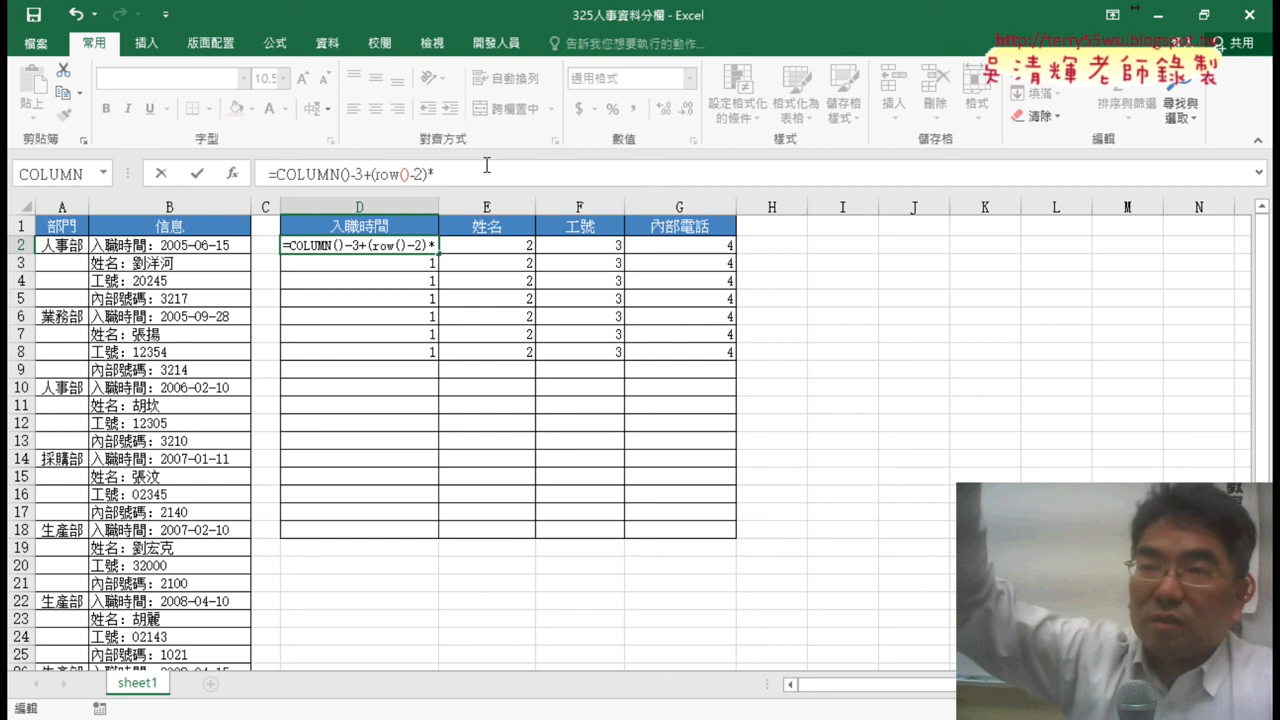 325人事資料分欄 - Excel
http://terry55wu.blogspot.tw
吳清輝老師錄製
檔案 常用 插入 版面配置 公式 資料 校閱 檢視 開發人員 告訴我您想要執行的動作... 共用
貼上 10.5 自動換列 通用格式 設定格式化的條件 格式化為表格 儲存格樣式 插入 刪除 格式 填滿 清除 排序與篩選 尋找與選取
B I U A 中 跨欄置中 $ % ,
剪貼簿 字型 對齊方式 數值 樣式 儲存格 編輯
COLUMN fx =COLUMN()-3+(row()-2)*
A B C D E F G H I J K L M N
1 部門 信息 入職時間 姓名 工號 內部電話
2 人事部 入職時間：2005-06-15 =COLUMN()-3+(row()-2)* 2 3 4
3 姓名：劉洋河 1 2 3 4
4 工號：20245 1 2 3 4
5 內部號碼：3217 1 2 3 4
6 業務部 入職時間：2005-09-28 1 2 3 4
7 姓名：張揚 1 2 3 4
8 工號：12354 1 2 3 4
9 內部號碼：3214
10 人事部 入職時間：2006-02-10
11 姓名：胡坎
12 工號：12305
13 內部號碼：3210
14 採購部 入職時間：2007-01-11
15 姓名：張汶
16 工號：02345
17 內部號碼：2140
18 生產部 入職時間：2007-02-10
19 姓名：劉宏克
20 工號：32000
21 內部號碼：2100
22 生產部 入職時間：2008-04-10
23 姓名：胡麗
24 工號：02143
25 內部號碼：1021
sheet1
編輯